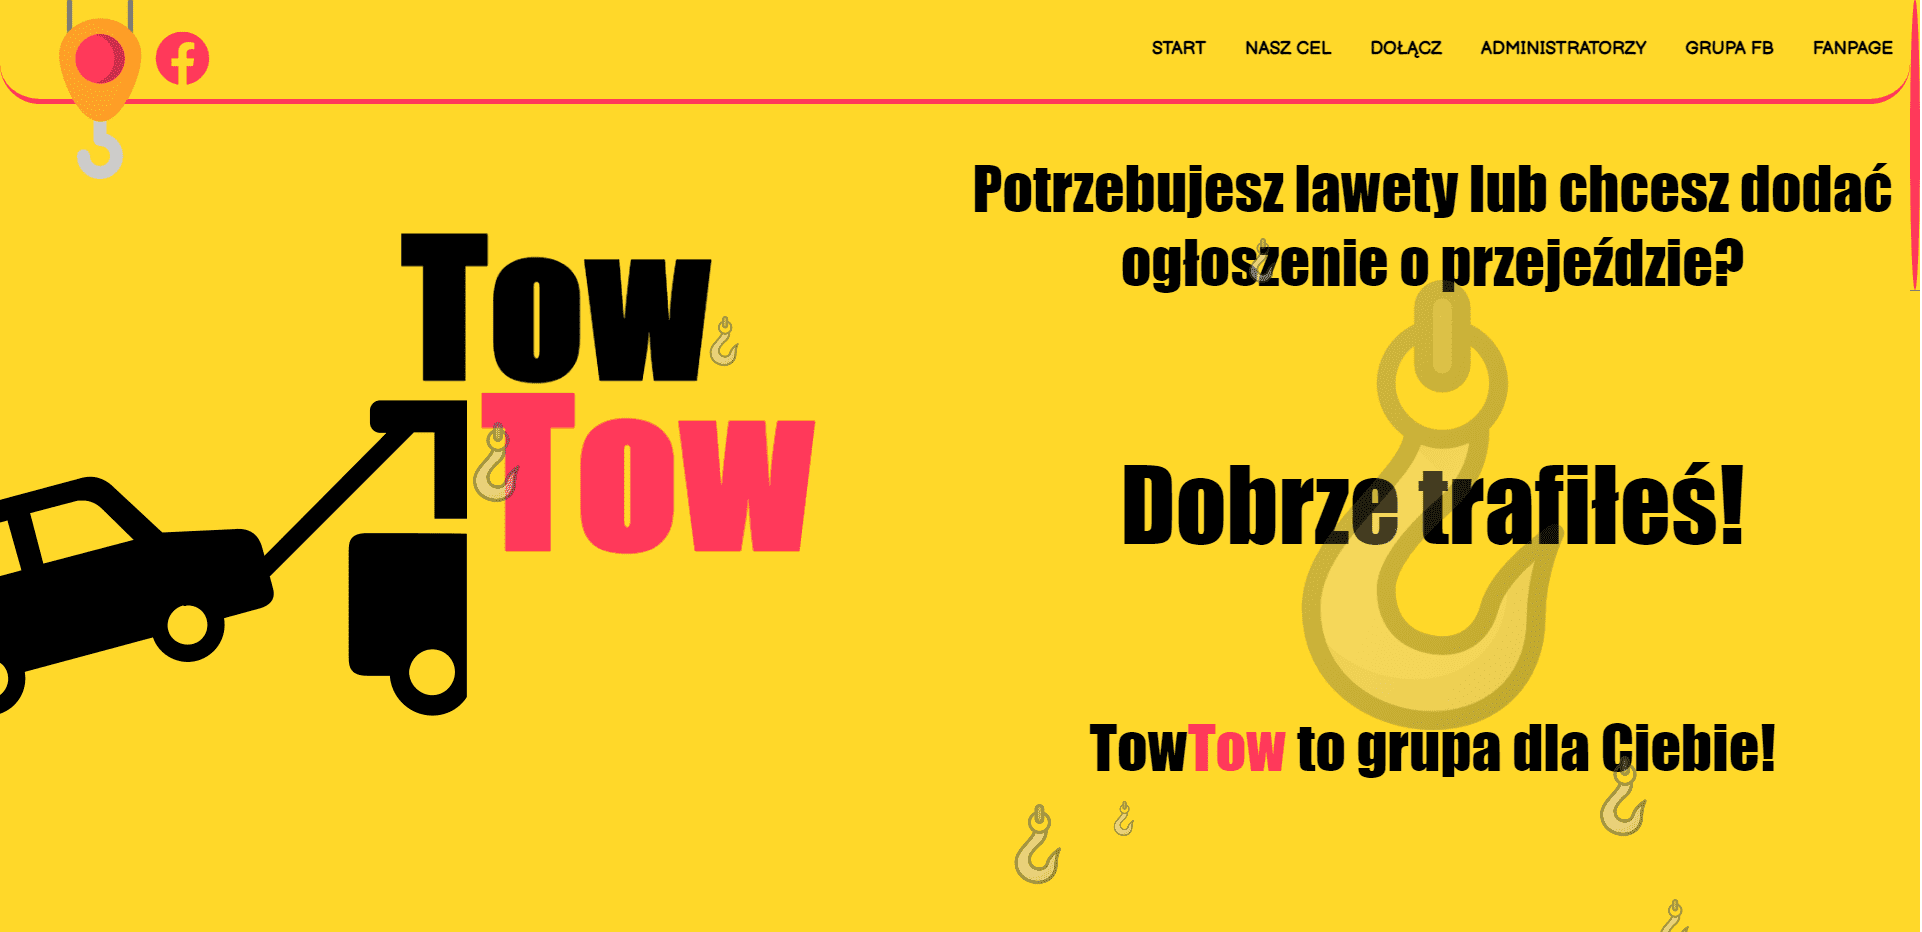 START NASZ CEL DOŁĄCZ ADMINISTRATORZY GRUPA FB FANPAGE
Tow
Tow
Potrzebujesz lawety lub chcesz dodać
ogłoszenie o przejeździe?
Dobrze trafiłeś!
TowTow to grupa dla Ciebie!